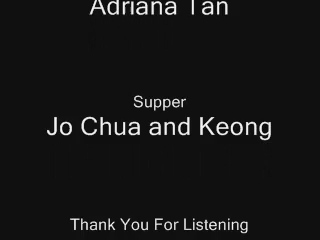 Adriana Tan
Supper
Jo Chua and Keong
Thank You For Listening